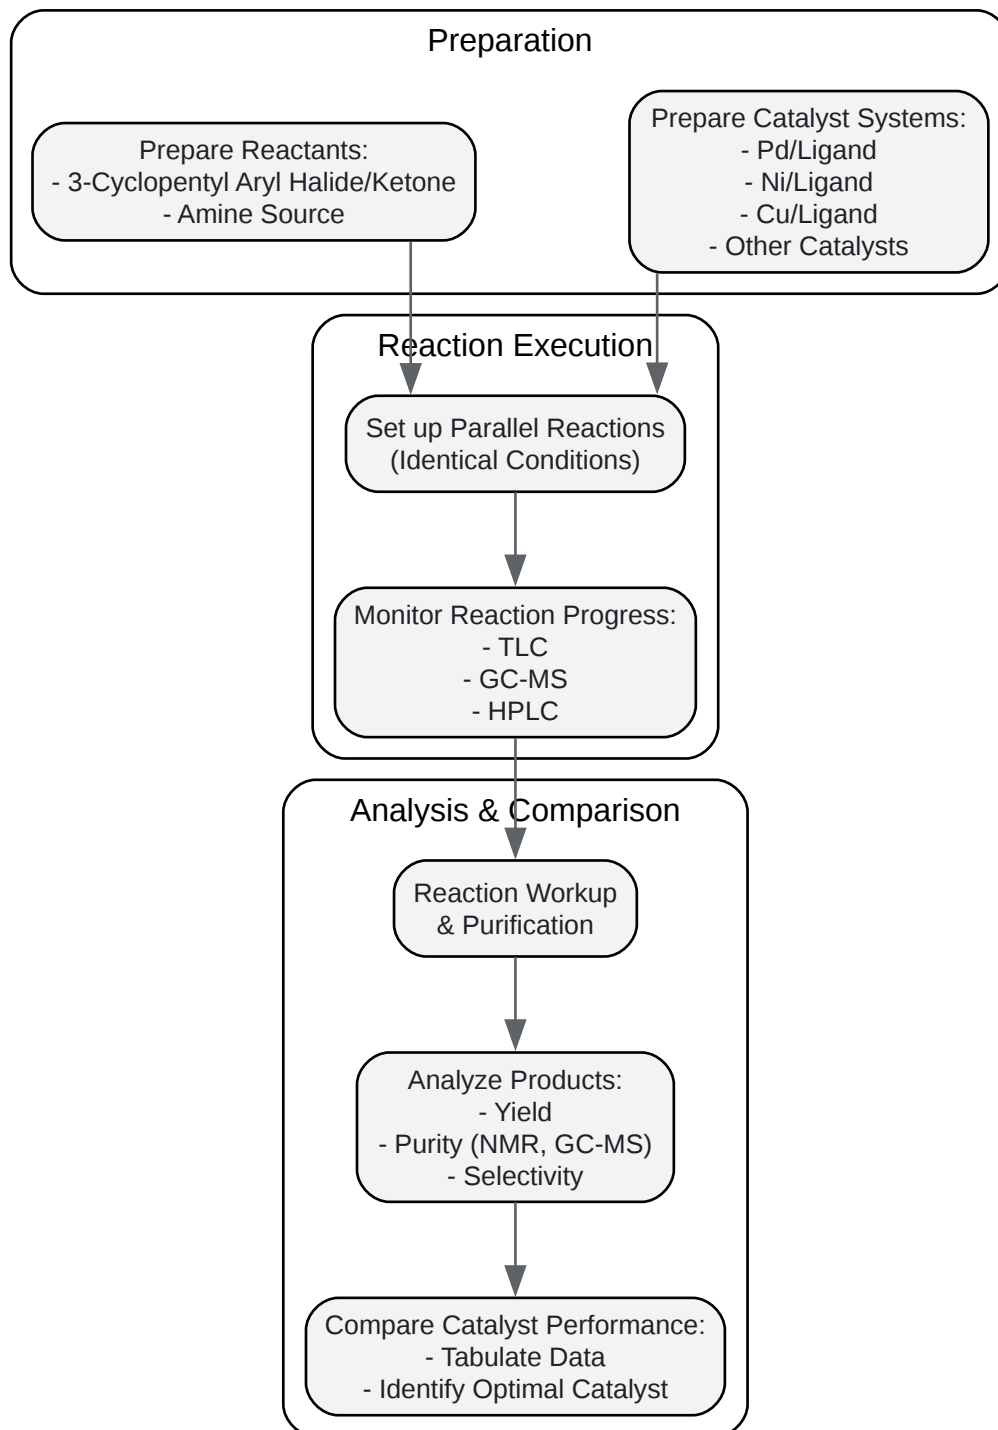 Preparation
Prepare Reactants:
- 3-Cyclopentyl Aryl Halide/Ketone
- Amine Source
Prepare Catalyst Systems:
- Pd/Ligand
- Ni/Ligand
- Cu/Ligand
- Other Catalysts
Reaction Execution
Set up Parallel Reactions
(Identical Conditions)
Monitor Reaction Progress:
- TLC
- GC-MS
- HPLC
Analysis & Comparison
Reaction Workup
& Purification
Analyze Products:
- Yield
- Purity (NMR, GC-MS)
- Selectivity
Compare Catalyst Performance:
- Tabulate Data
- Identify Optimal Catalyst